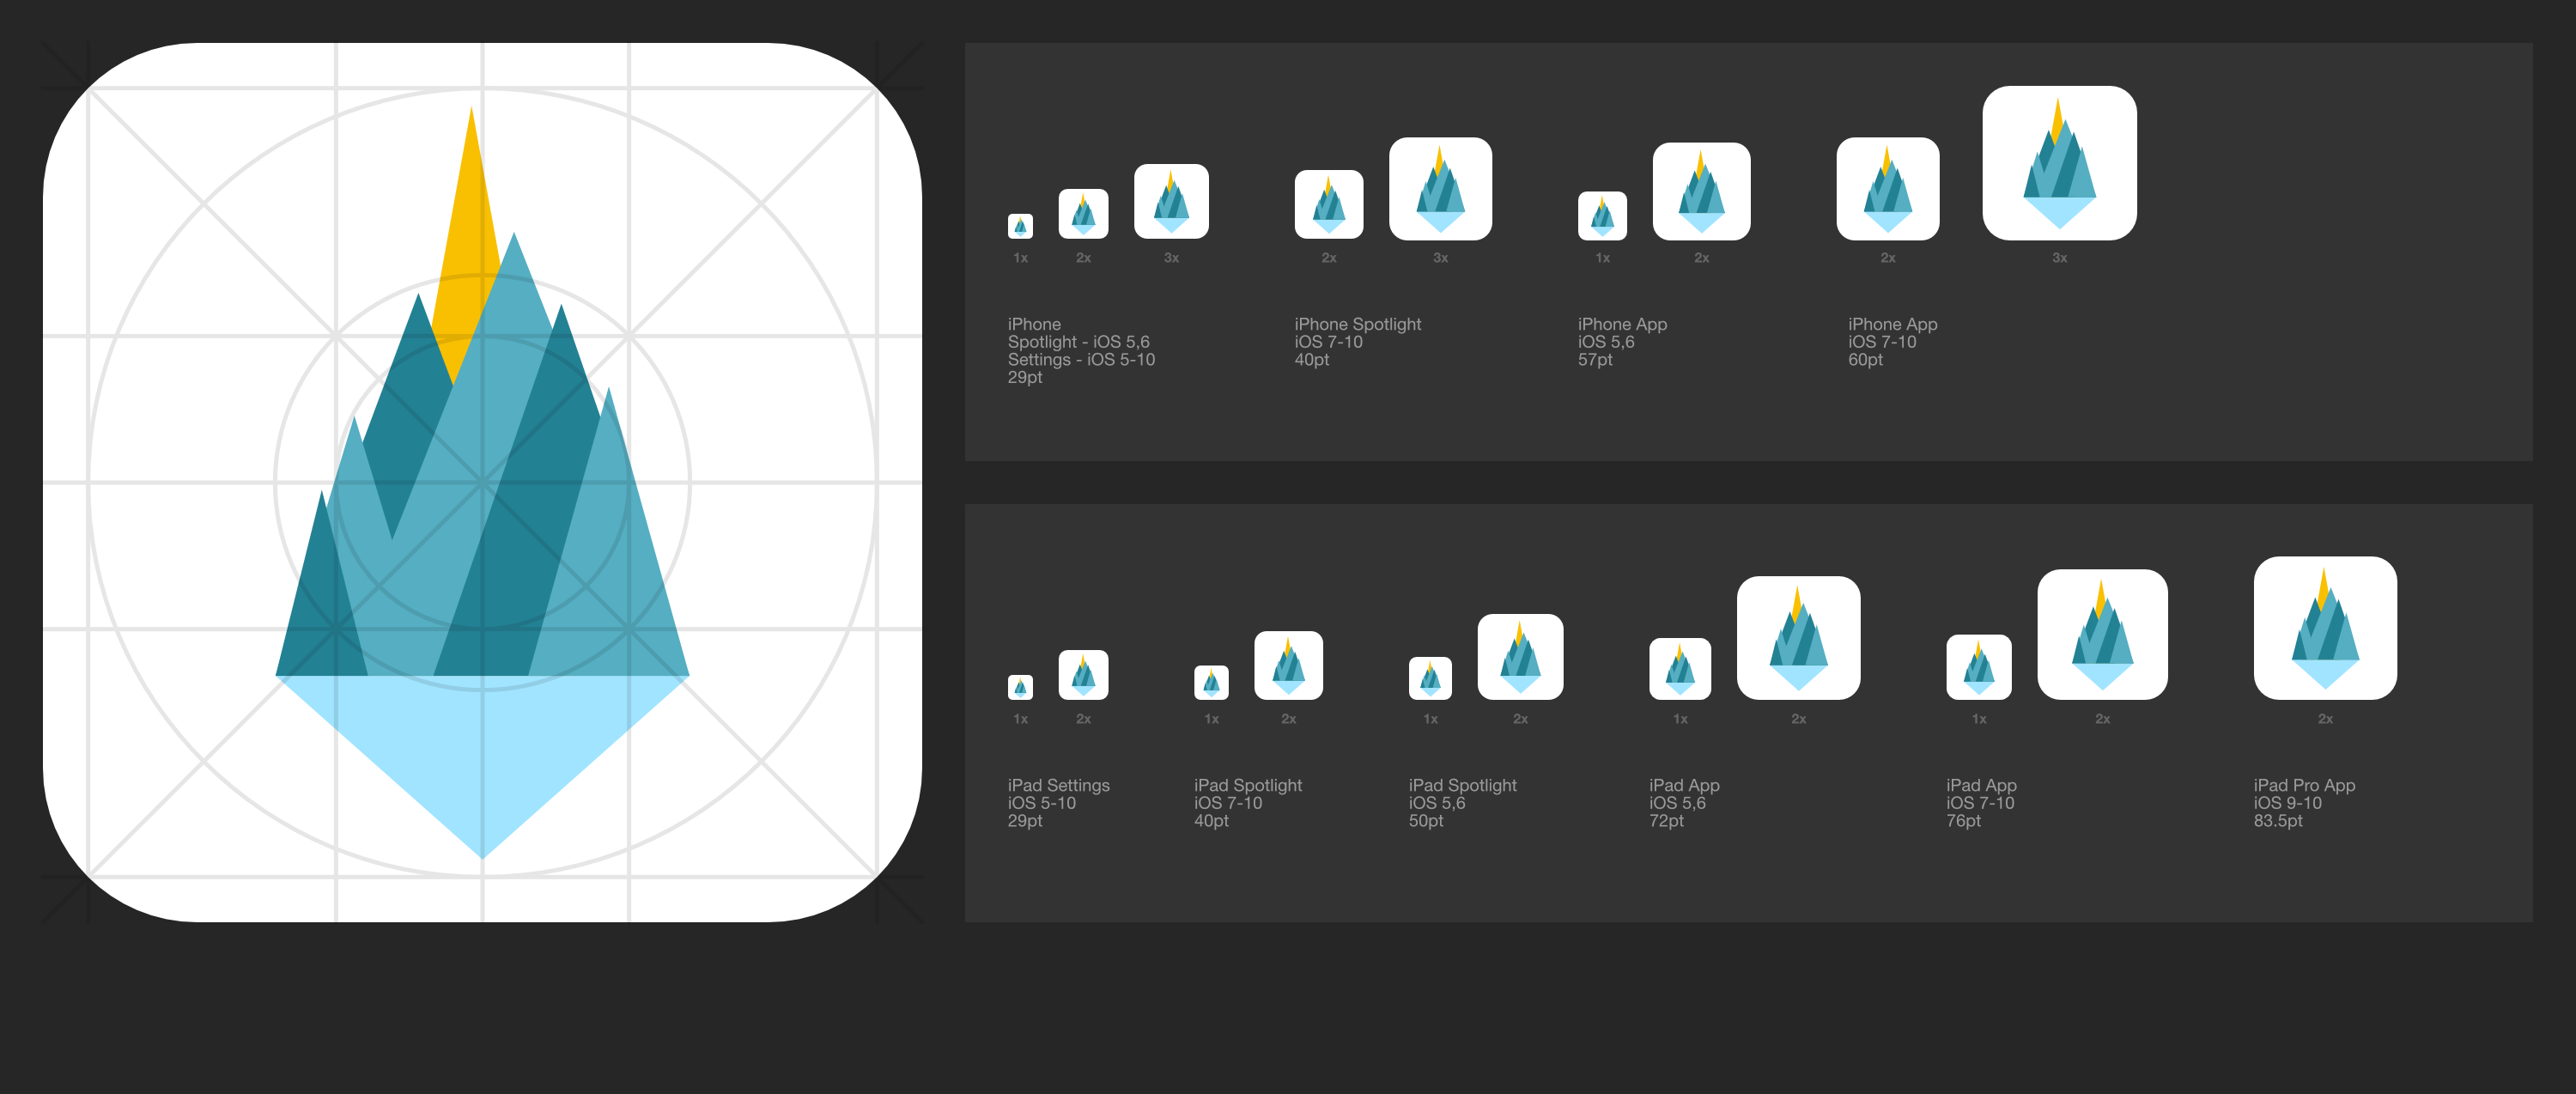 1x 2x 3x 2x 3x 1x 2x 2x 3x
iPhone
Spotlight - iOS 5,6
Settings - iOS 5-10
29pt
iPhone Spotlight
iOS 7-10
40pt
iPhone App
iOS 5,6
57pt
iPhone App
iOS 7-10
60pt
1x 2x 1x 2x 1x 2x 1x 2x 1x 2x 2x
iPad Settings
iOS 5-10
29pt
iPad Spotlight
iOS 7-10
40pt
iPad Spotlight
iOS 5,6
50pt
iPad App
iOS 5,6
72pt
iPad App
iOS 7-10
76pt
iPad Pro App
iOS 9-10
83.5pt